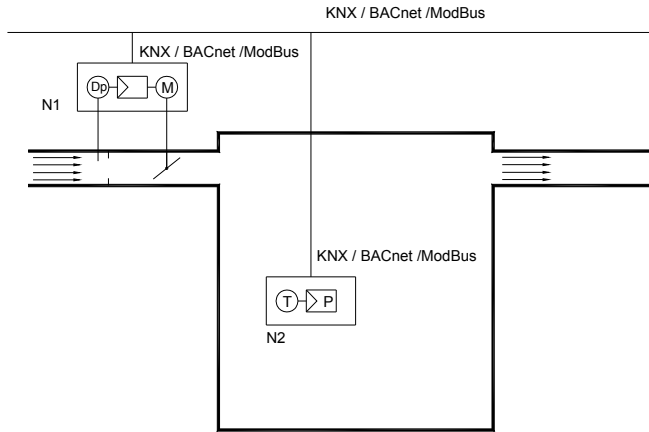 KNX / BACnet /ModBus
KNX / BACnet /ModBus
Dp M
N1
KNX / BACnet /ModBus
T P
N2